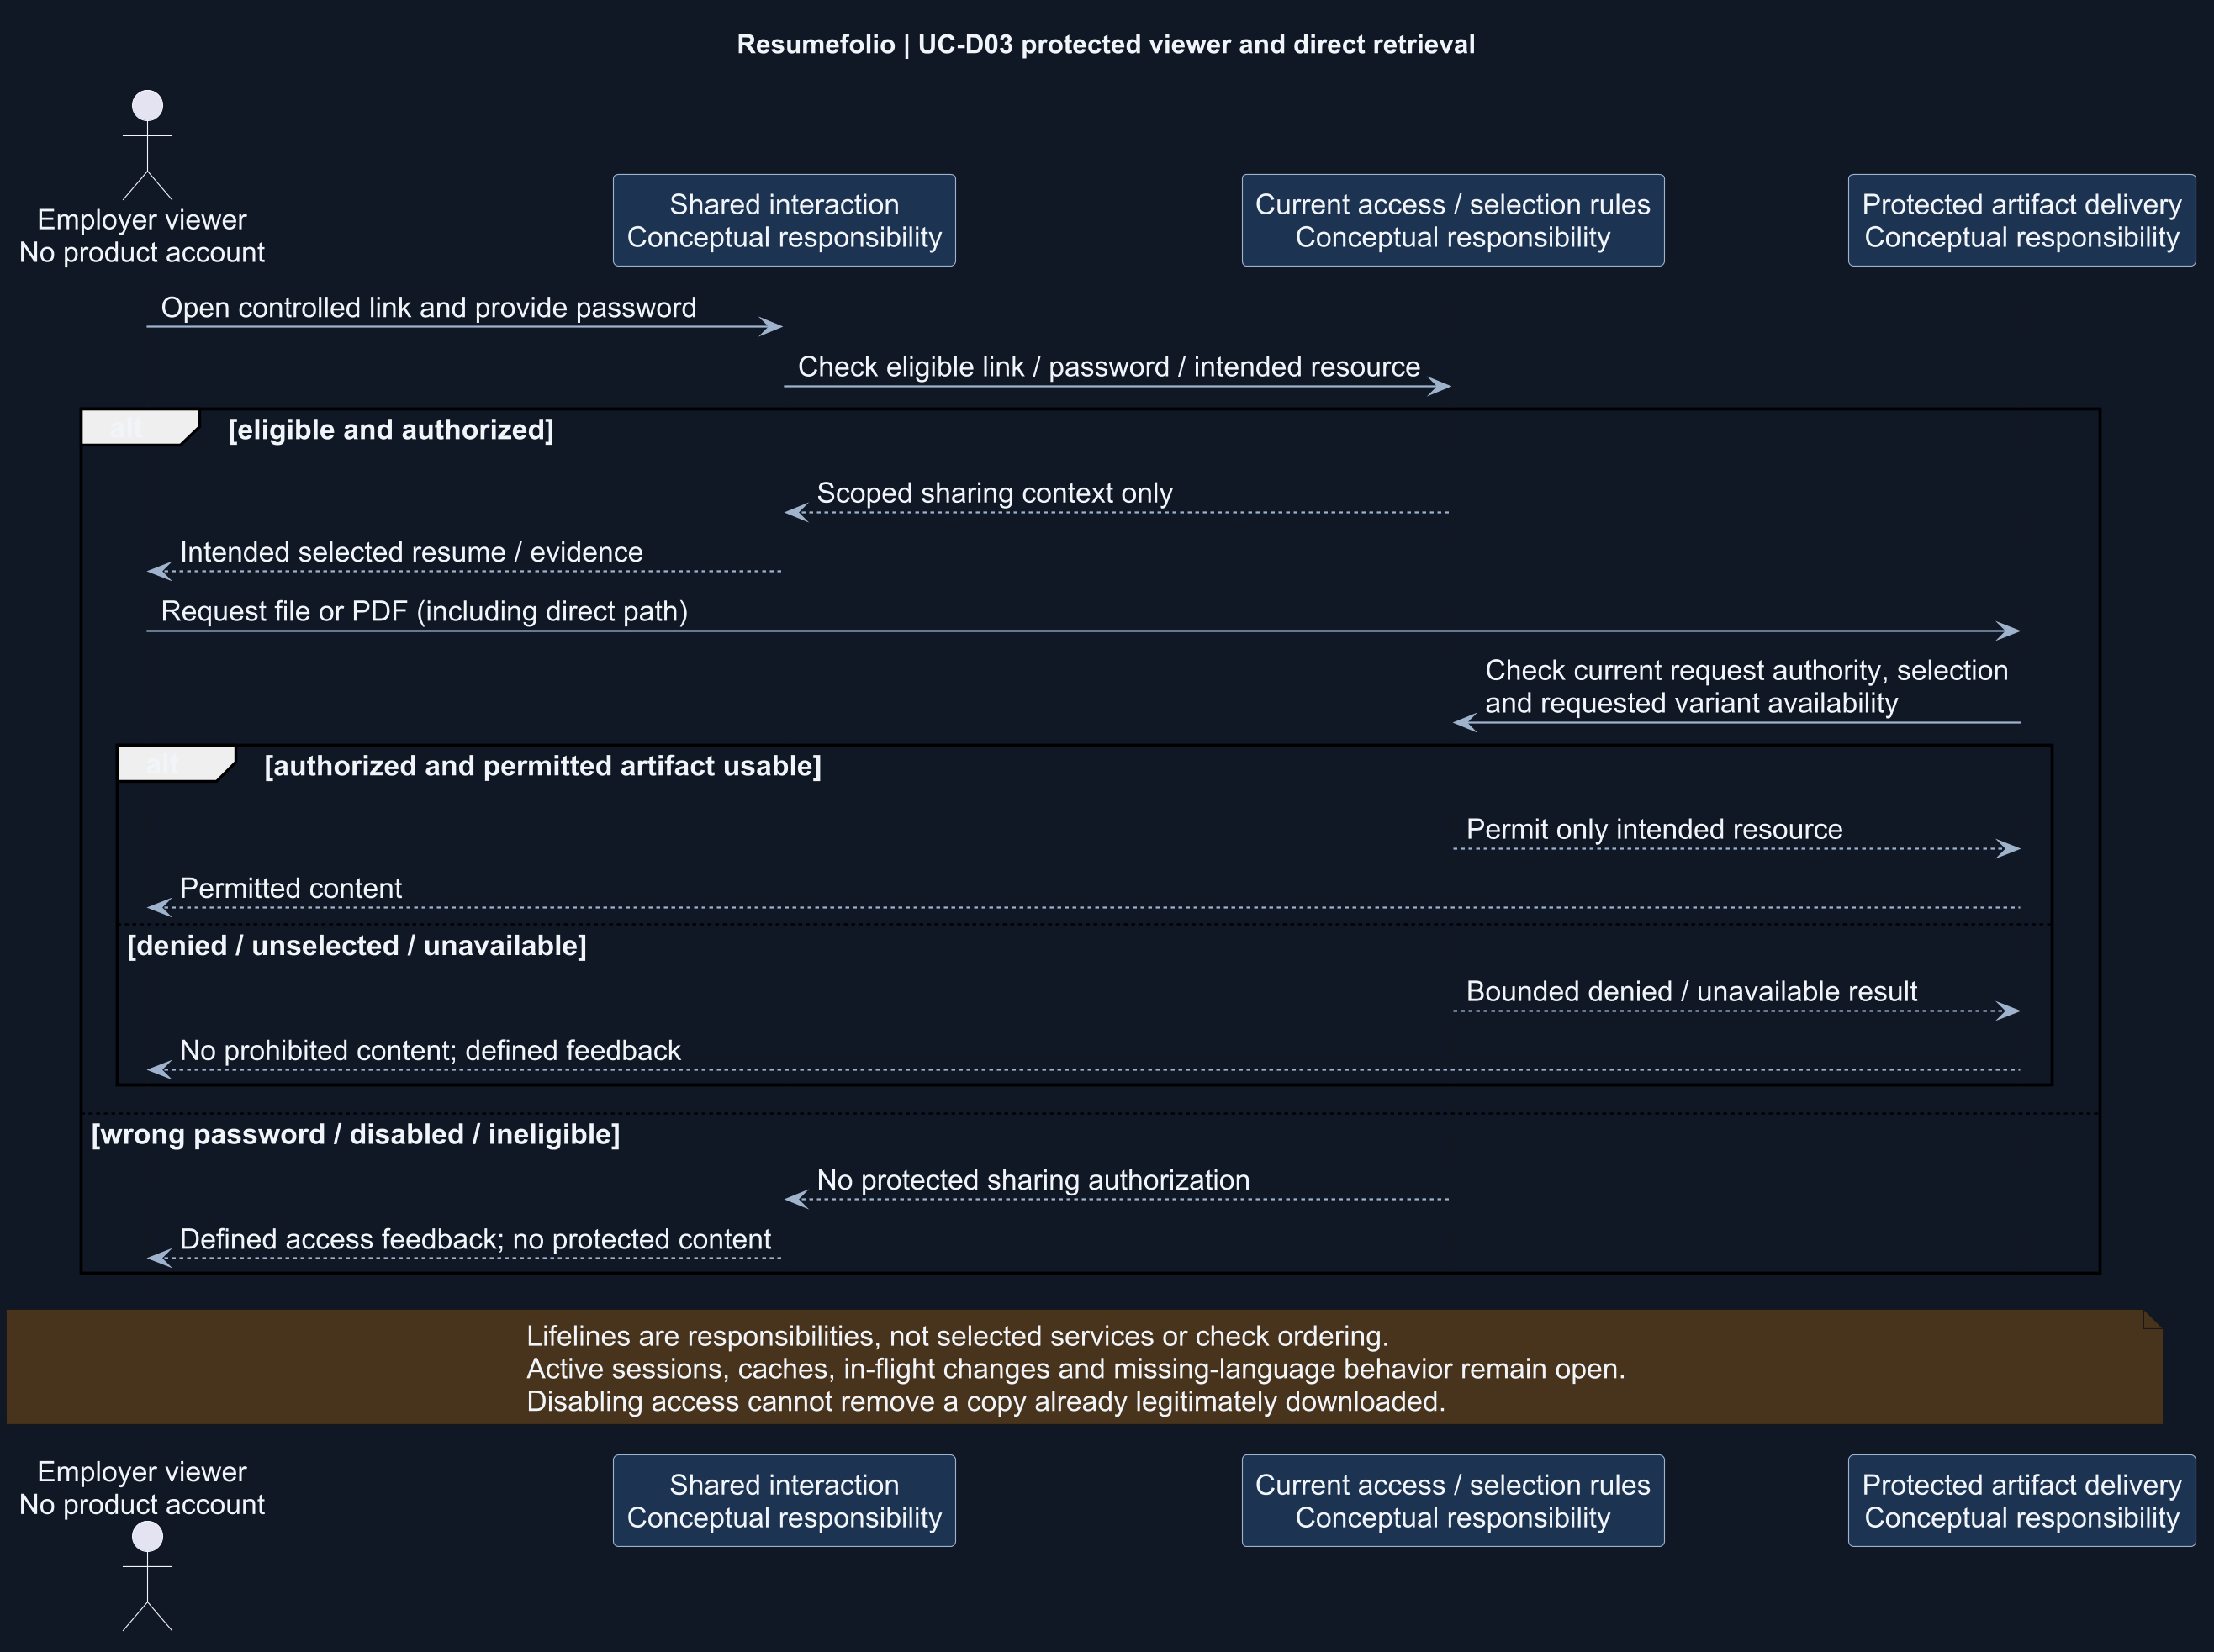 Resumefolio | UC-D03 protected viewer and direct retrieval
Employer viewer
No product account
Shared interaction
Conceptual responsibility
Current access / selection rules
Conceptual responsibility
Protected artifact delivery
Conceptual responsibility
Open controlled link and provide password
Check eligible link / password / intended resource
alt
[eligible and authorized]
Scoped sharing context only
Intended selected resume / evidence
Request file or PDF (including direct path)
Check current request authority, selection
and requested variant availability
alt
[authorized and permitted artifact usable]
Permit only intended resource
Permitted content
[denied / unselected / unavailable]
Bounded denied / unavailable result
No prohibited content; defined feedback
[wrong password / disabled / ineligible]
No protected sharing authorization
Defined access feedback; no protected content
Lifelines are responsibilities, not selected services or check ordering.
Active sessions, caches, in-flight changes and missing-language behavior remain open.
Disabling access cannot remove a copy already legitimately downloaded.
Employer viewer
No product account
Shared interaction
Conceptual responsibility
Current access / selection rules
Conceptual responsibility
Protected artifact delivery
Conceptual responsibility